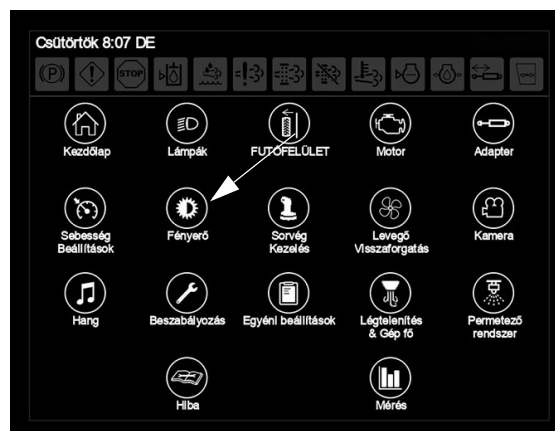 Csütörtök 8:07 DE
(P) STOP
Kezdőlap Lámpák FUTÓFELÜLET Motor Adapter
Sebesség Fényerő Sorvég Levegő Kamera
Beállítások Kezelés Visszaforgatás
Hang Beszabályozás Egyéni beállítások Légtelenítés Permetező
& Gép fő rendszer
Hiba Mérés